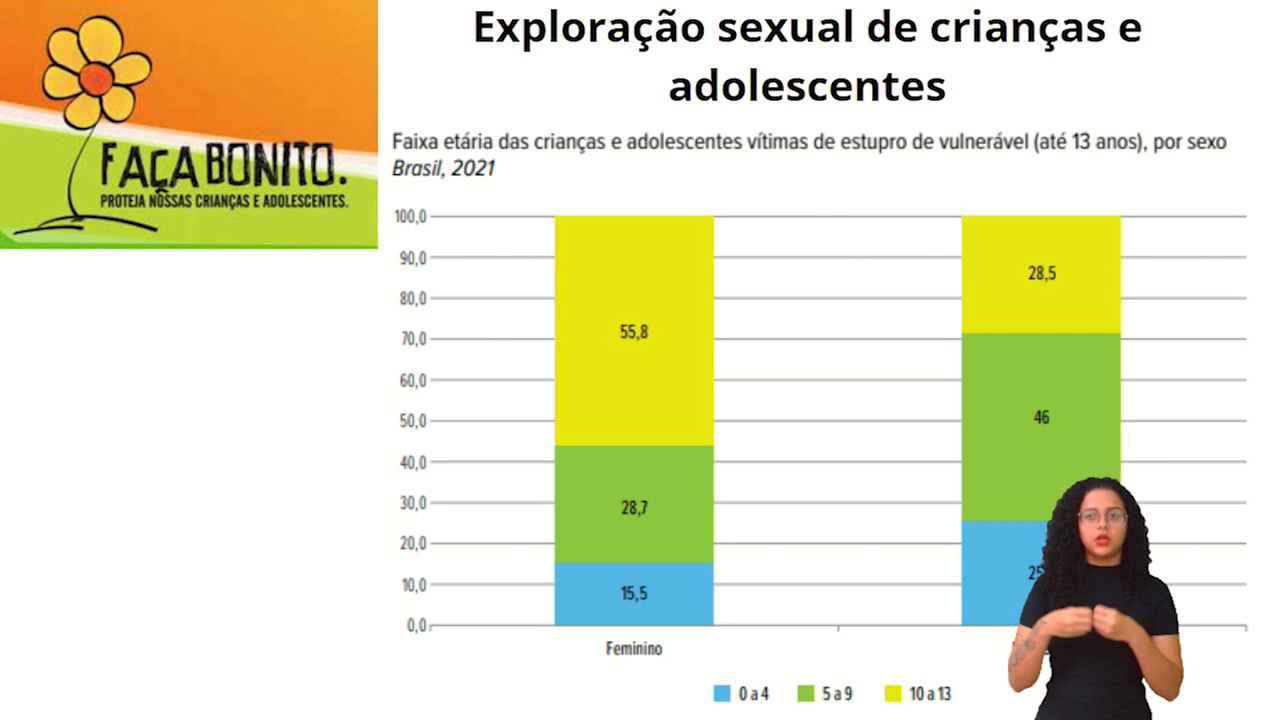 FAÇA BONITO.
PROTEJA NOSSAS CRIANÇAS E ADOLESCENTES.
Exploração sexual de crianças e
adolescentes
Faixa etária das crianças e adolescentes vítimas de estupro de vulnerável (até 13 anos), por sexo
Brasil, 2021
100,0
90,0
80,0
70,0
60,0
50,0
40,0
30,0
20,0
10,0
0,0
55,8
28,7
15,5
28,5
46
Feminino
0 a 4
5 a 9
10 a 13